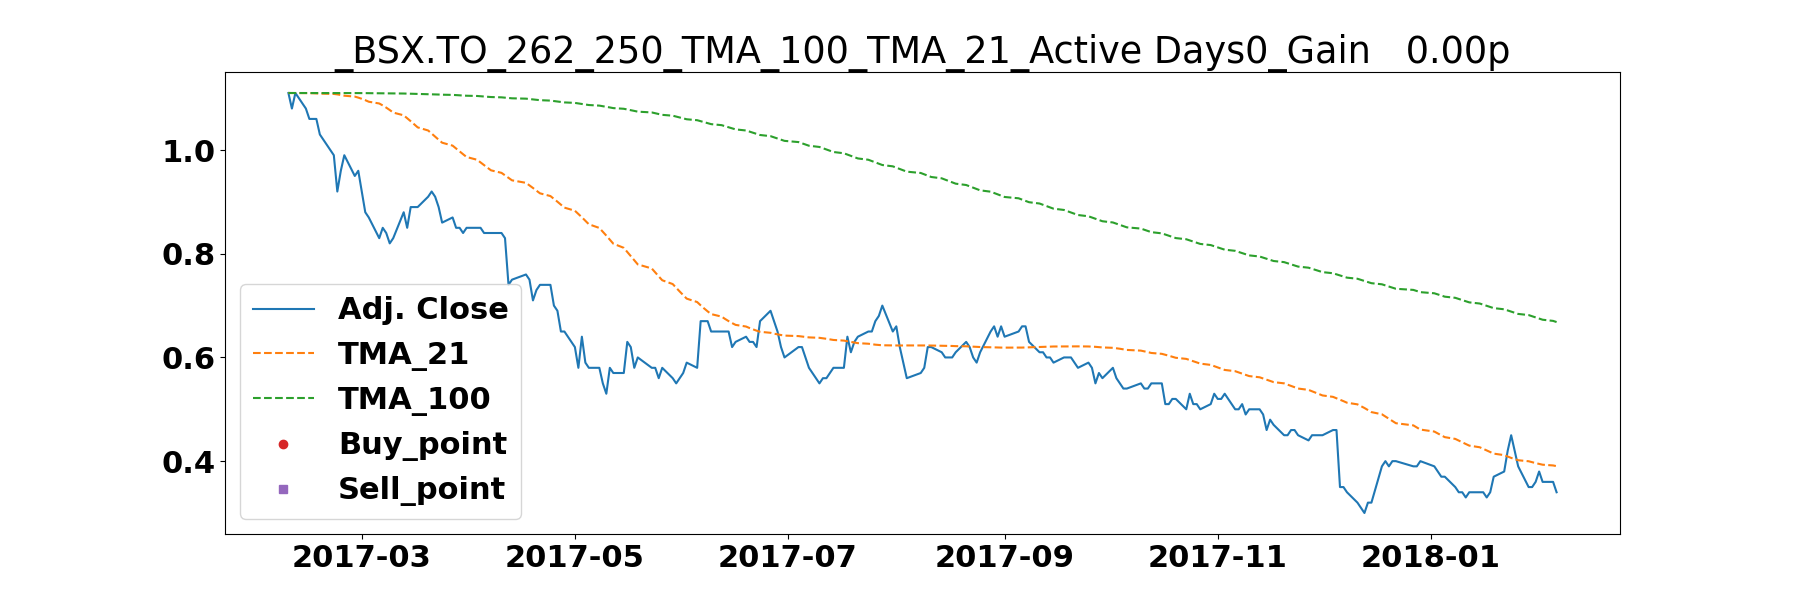 _BSX.TO_262_250_TMA_100_TMA_21_Active Days0_Gain   0.00p
1.0
0.8
0.6
0.4
Adj. Close
TMA_21
TMA_100
Buy_point
Sell_point
2017-03 2017-05 2017-07 2017-09 2017-11 2018-01